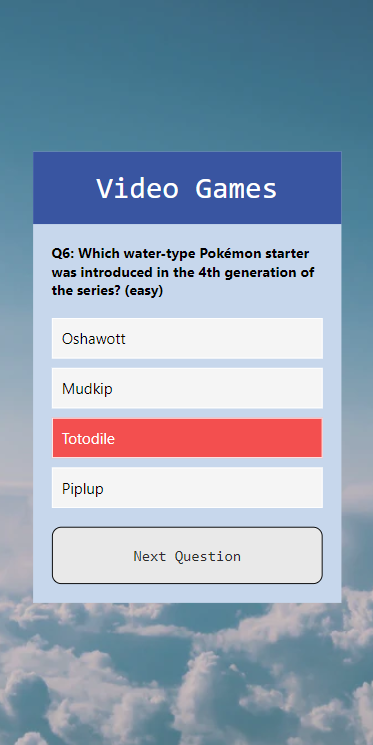 Video Games
Q6: Which water-type Pokémon starter
was introduced in the 4th generation of
the series? (easy)
Oshawott
Mudkip
Totodile
Piplup
Next Question